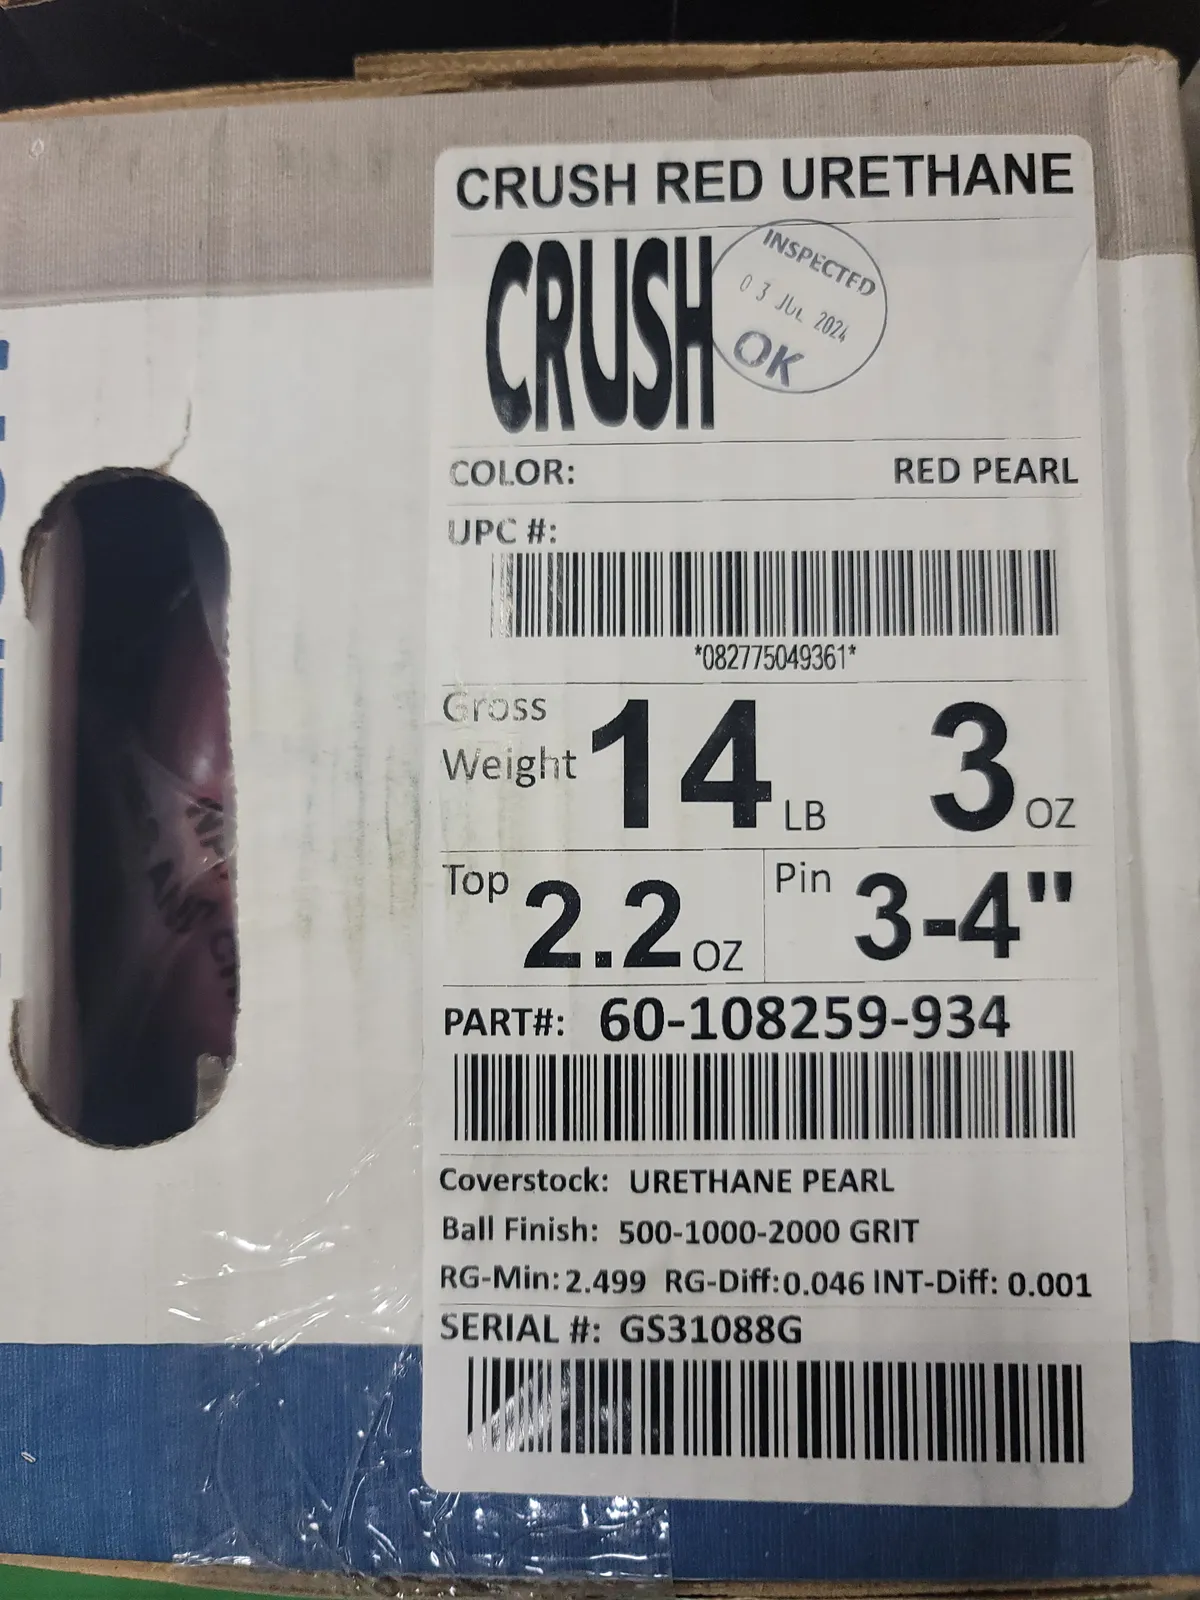 CRUSH RED URETHANE
CRUSH
INSPECTED
03 JUL 2024
OK
COLOR: RED PEARL
UPC #:
*082775049361*
Gross
Weight 14 LB 3 OZ
Top 2.2 OZ Pin 3-4"
PART#: 60-108259-934
Coverstock: URETHANE PEARL
Ball Finish: 500-1000-2000 GRIT
RG-Min: 2.499 RG-Diff: 0.046 INT-Diff: 0.001
SERIAL #: GS31088G